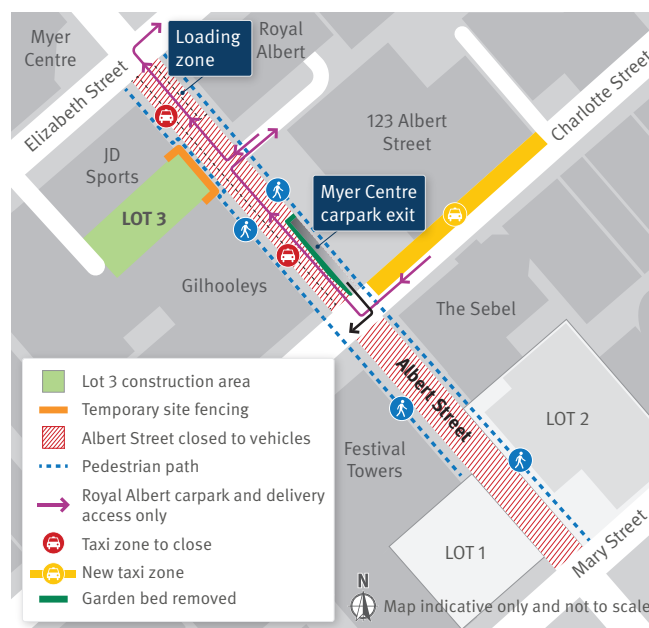 Myer
Centre
Loading
zone
Royal
Albert
Elizabeth Street
Charlotte Street
123 Albert
Street
JD
Sports
LOT 3
Myer Centre
carpark exit
Gilhooleys
The Sebel
Albert Street
LOT 2
Festival
Towers
LOT 1
Mary Street
Lot 3 construction area
Temporary site fencing
Albert Street closed to vehicles
Pedestrian path
Royal Albert carpark and delivery
access only
Taxi zone to close
New taxi zone
Garden bed removed
N
Map indicative only and not to scale